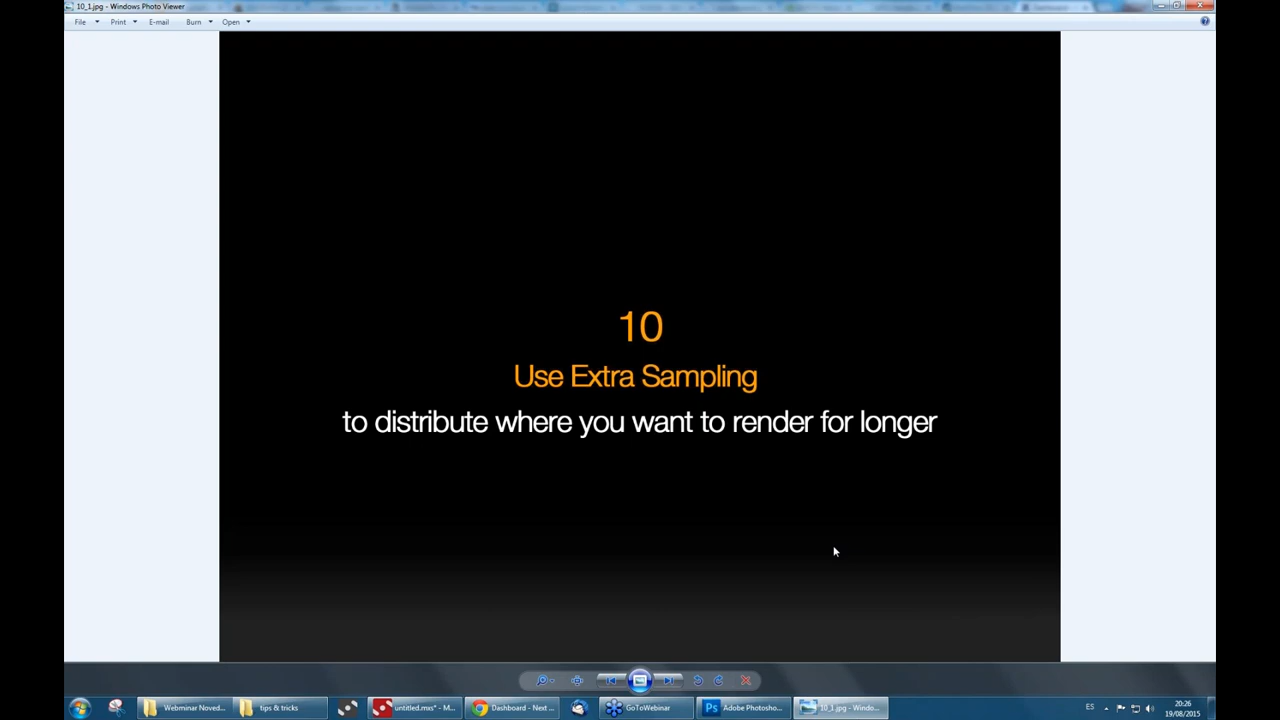 10_1.jpg - Windows Photo Viewer
File Print E-mail Burn Open
10
Use Extra Sampling
to distribute where you want to render for longer
Webminar Noved... tips & tricks untitled.mxs* - M... Dashboard - Next ... GoToWebinar Adobe Photosho... 10_1.jpg - Windo... ES 20:26
19/08/2015